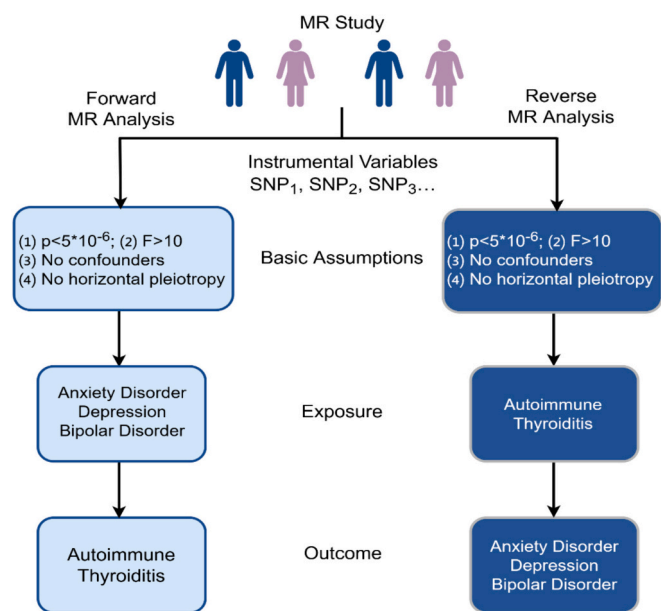 MR Study
Forward
MR Analysis
Reverse
MR Analysis
Instrumental Variables
SNP₁, SNP₂, SNP₃...
(1) p<5*10⁻⁶; (2) F>10
(3) No confounders
(4) No horizontal pleiotropy
Basic Assumptions
(1) p<5*10⁻⁶; (2) F>10
(3) No confounders
(4) No horizontal pleiotropy
Anxiety Disorder
Depression
Bipolar Disorder
Exposure
Autoimmune
Thyroiditis
Autoimmune
Thyroiditis
Outcome
Anxiety Disorder
Depression
Bipolar Disorder